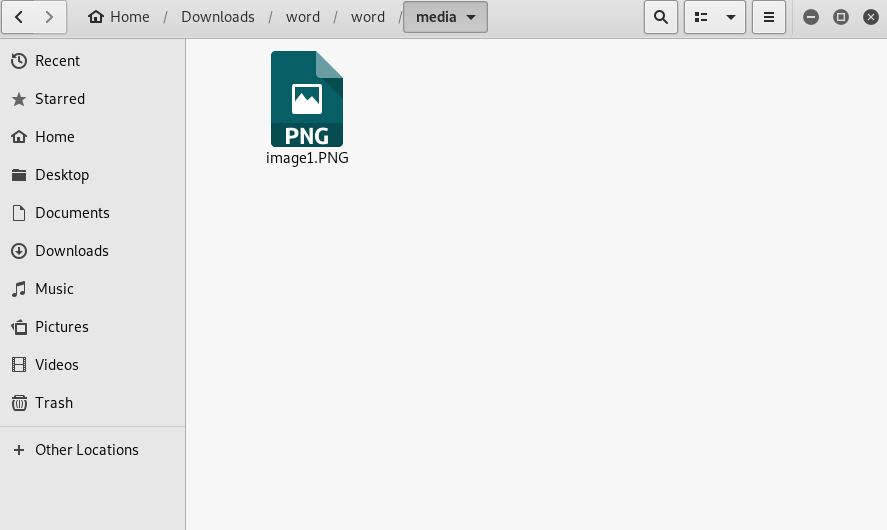 Home / Downloads / word / word / media
Recent
Starred
Home
Desktop
Documents
Downloads
Music
Pictures
Videos
Trash
Other Locations
PNG
image1.PNG